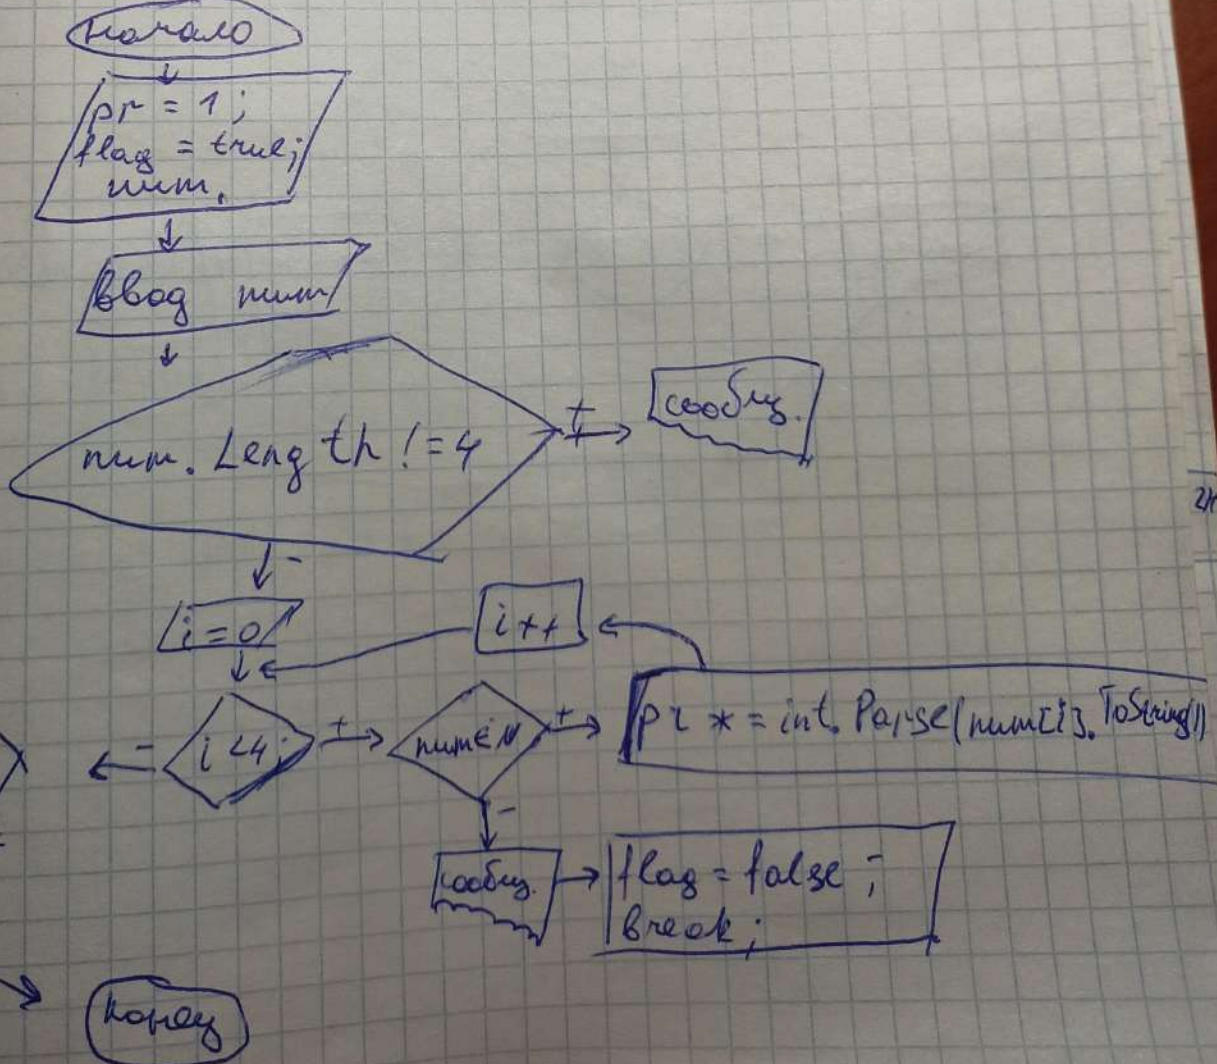 начало
pr = 1;
flag = true;
num.
ввод num
num. Length != 4
+
сообщ.
-
i = 0
i++
i < 4;
-
+
num ∈ N
+
pr * = int. Parse(num[i]. ToString())
-
сообщ.
flag = false;
break;
конец